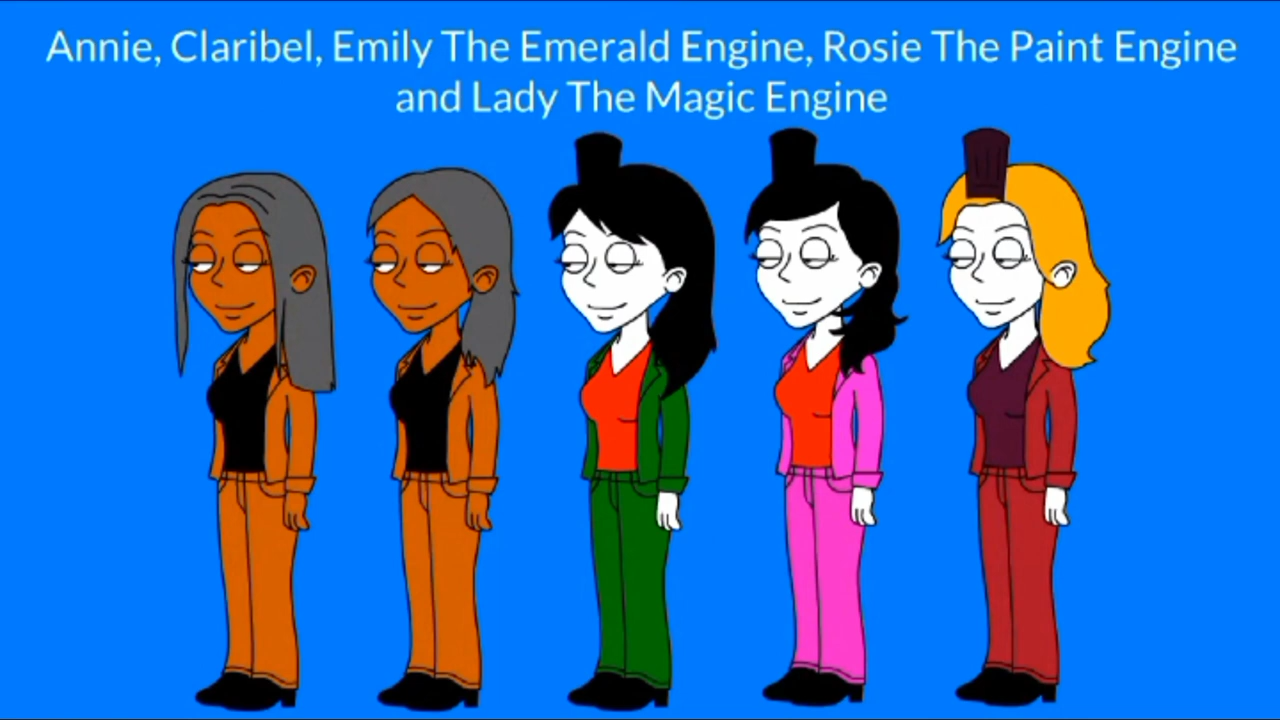 Annie, Claribel, Emily The Emerald Engine, Rosie The Paint Engine
and Lady The Magic Engine